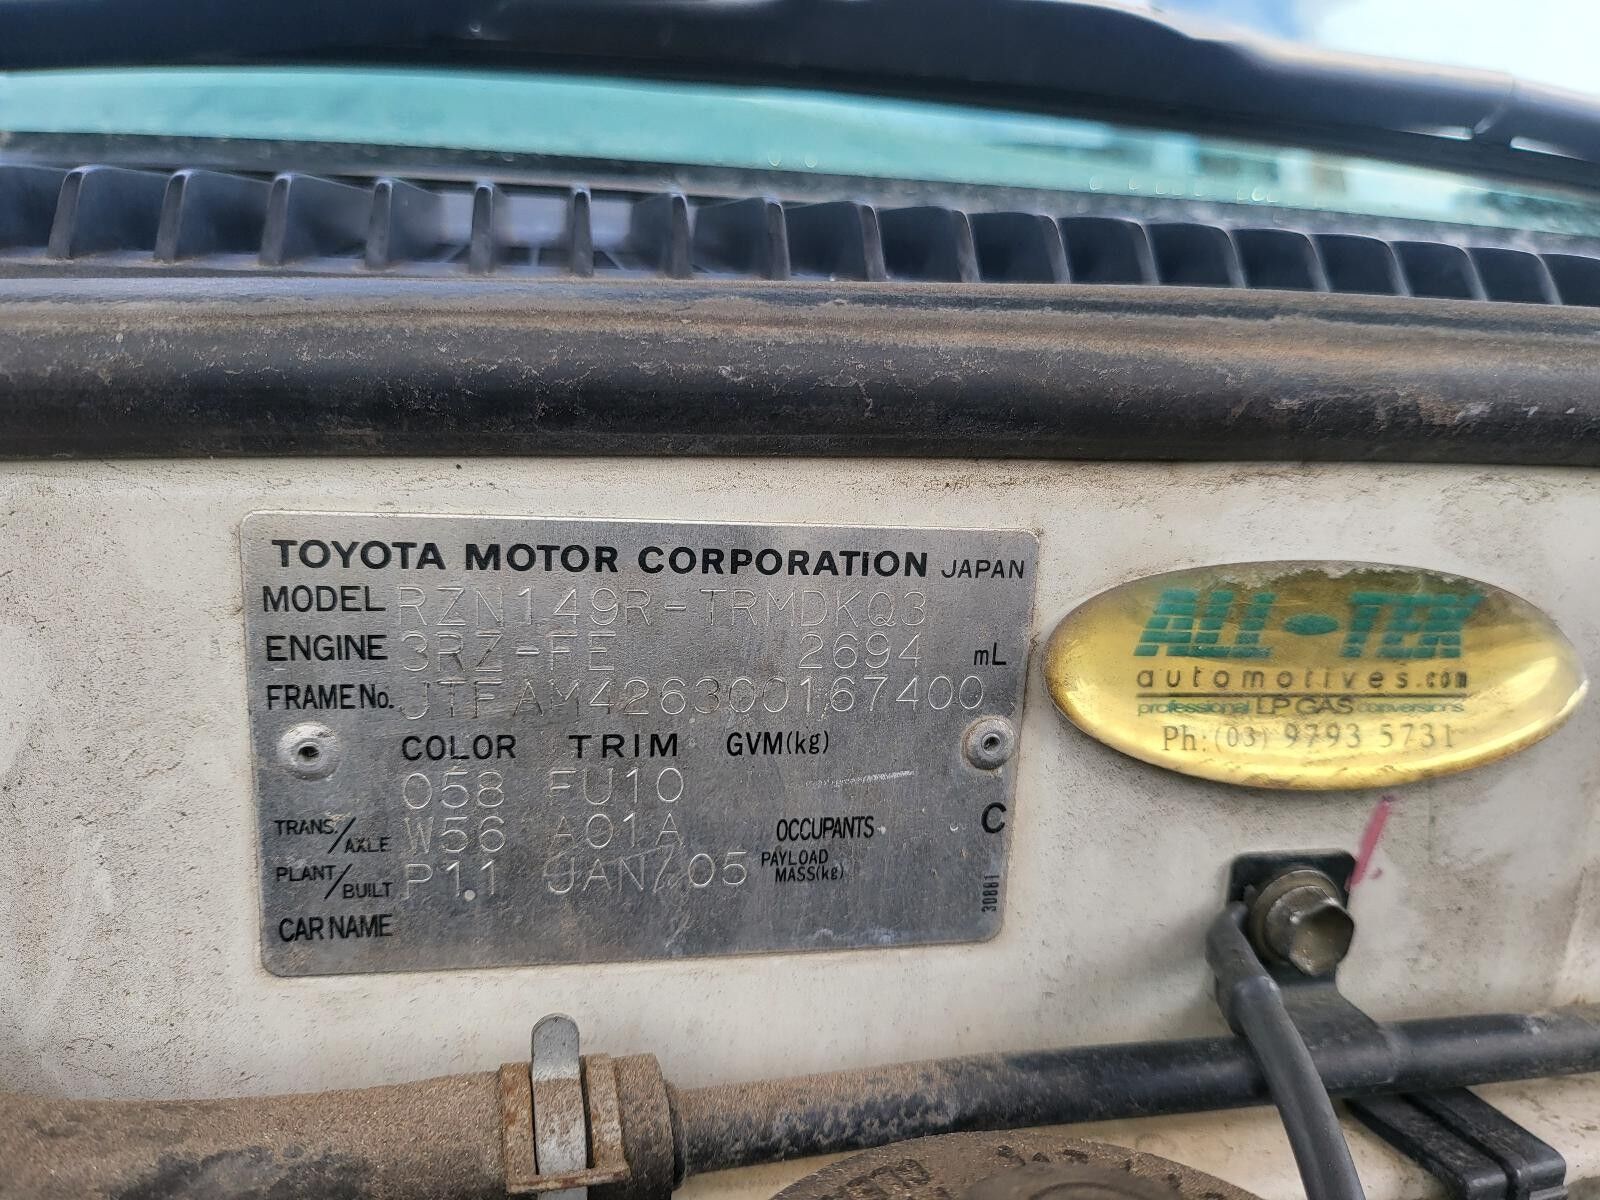 TOYOTA MOTOR CORPORATION JAPAN
MODEL RZN149R-TRMDKQ3
ENGINE 3RZ-FE 2694 mL
FRAME No. JTFAM426300167400
COLOR TRIM GVM(kg)
058 FU10
TRANS./AXLE W56 A01A OCCUPANTS C
PLANT/BUILT P11 JAN/05 PAYLOAD MASS(kg)
30881
CAR NAME
ALL-TEK
automotives.com
professional LP GAS conversions
Ph: (03) 9793 5731